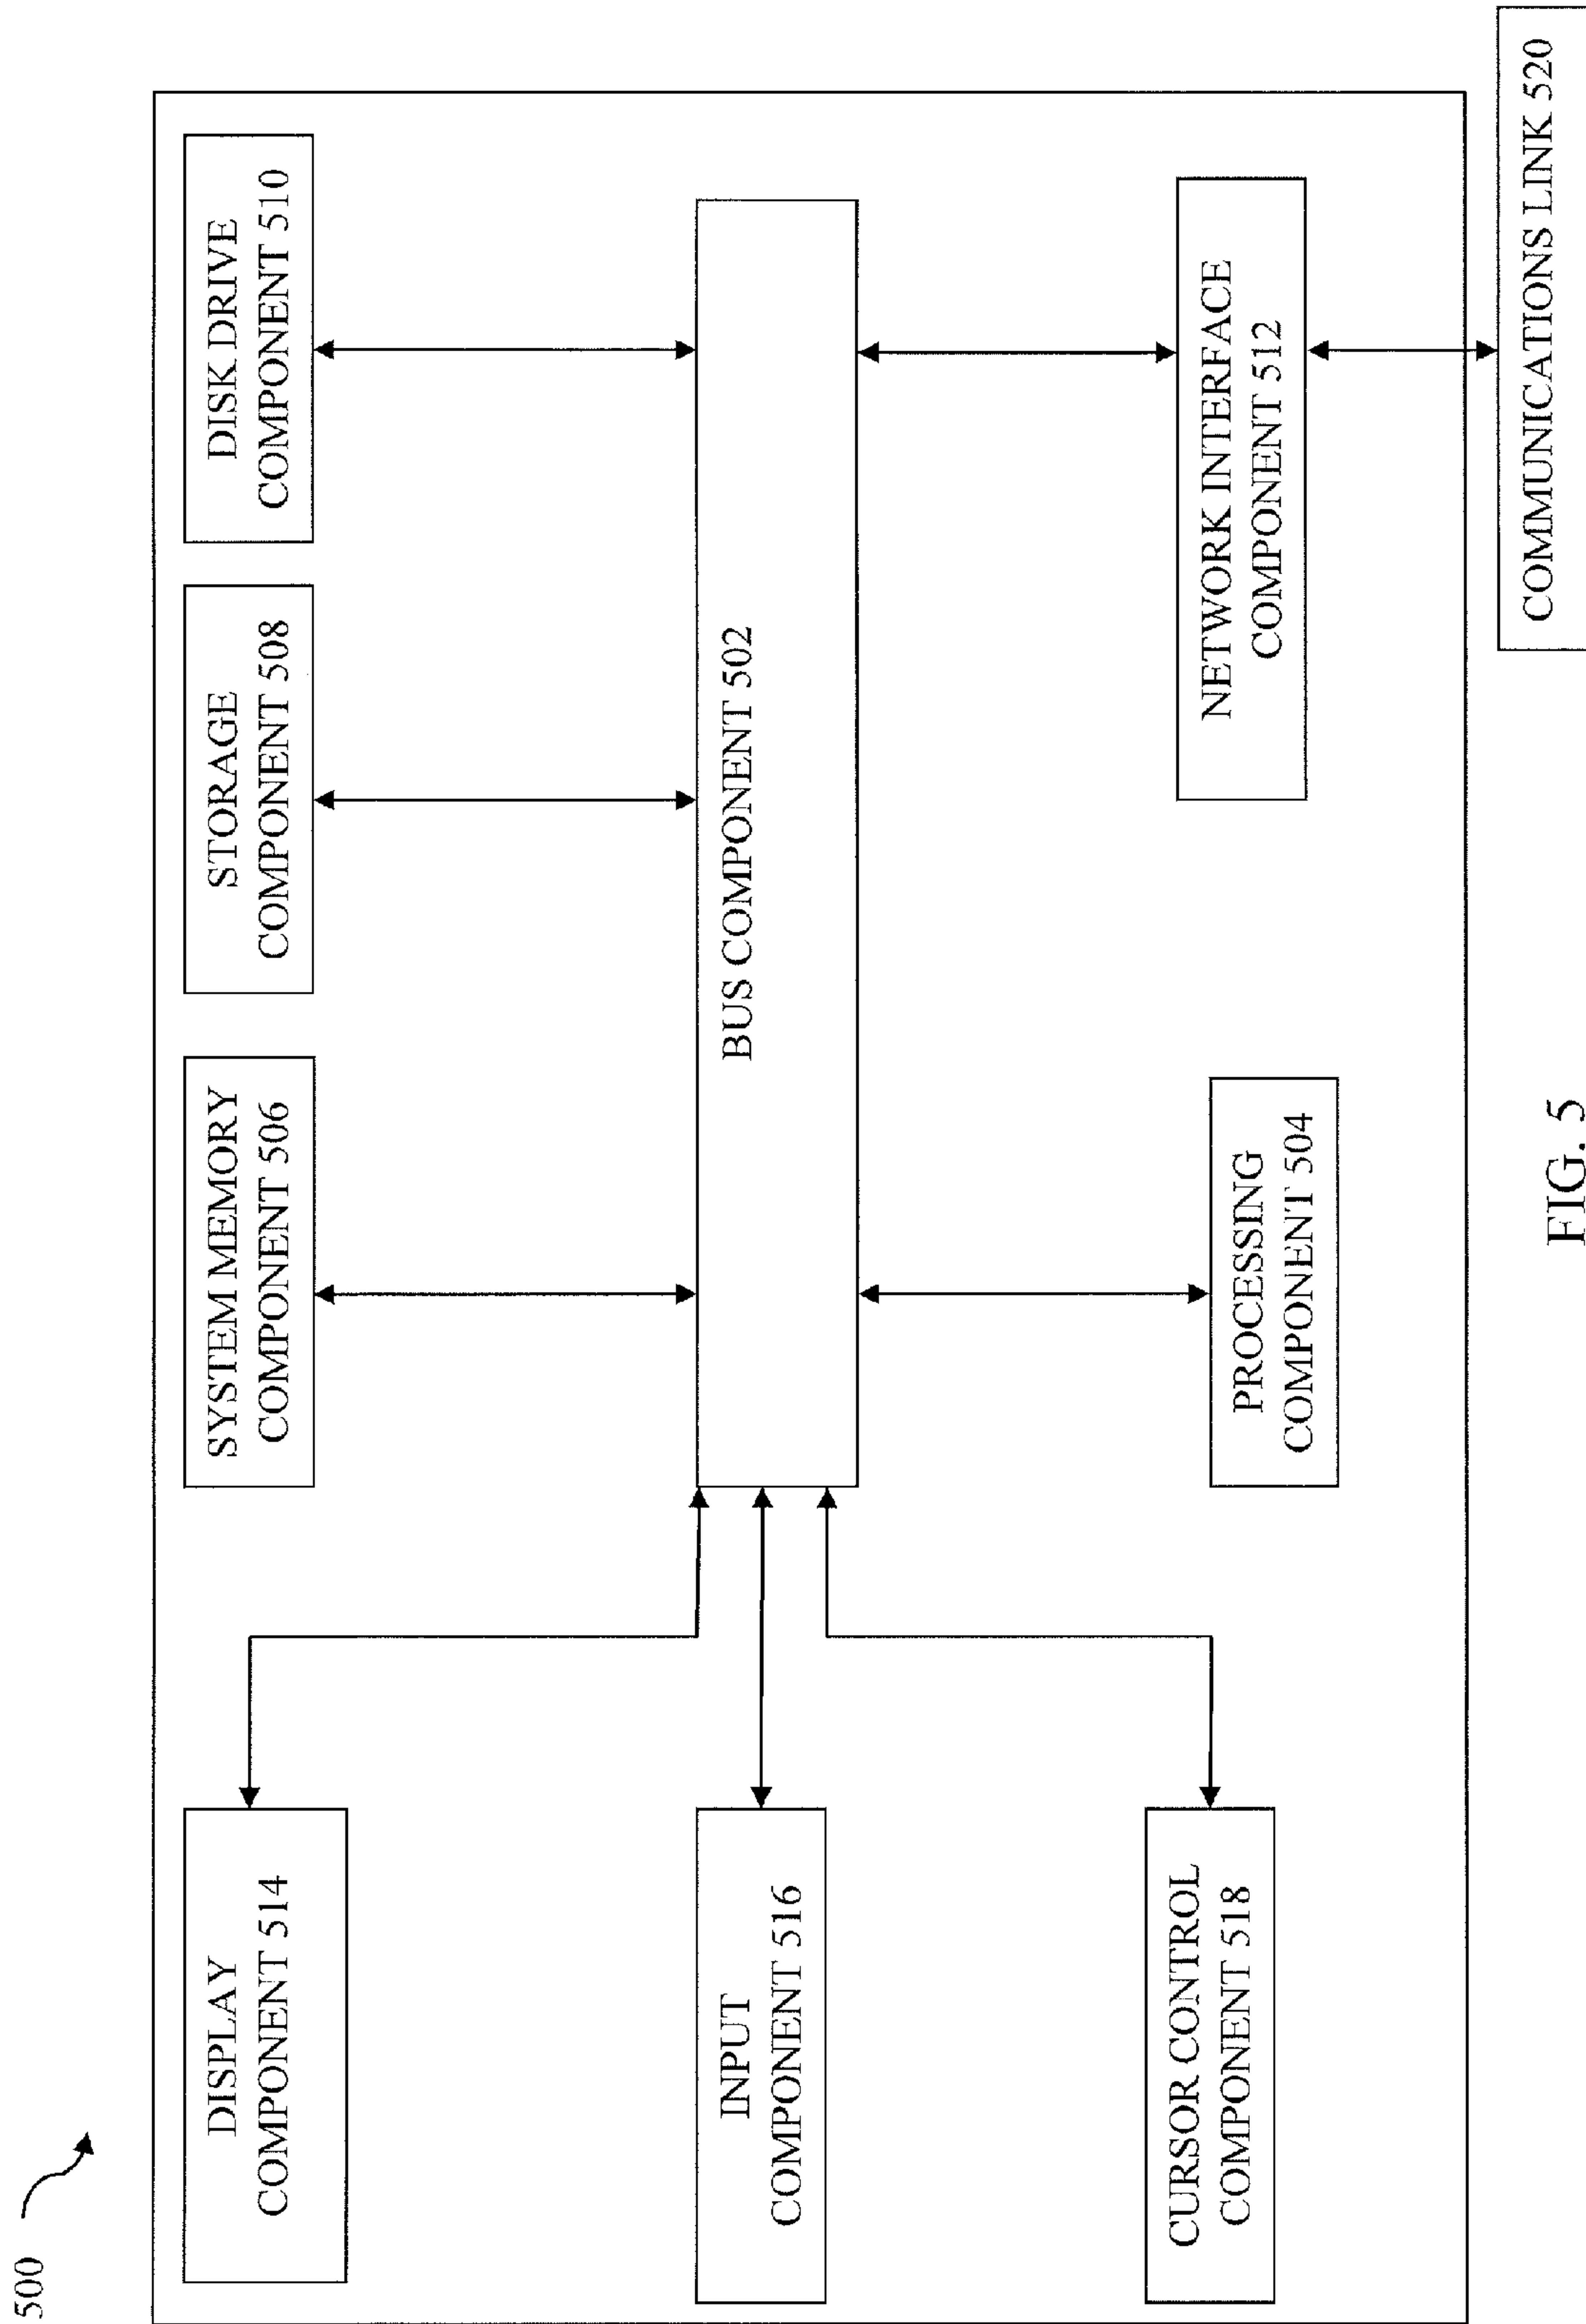 500
DISPLAY
COMPONENT 514
SYSTEM MEMORY
COMPONENT 506
STORAGE
COMPONENT 508
DISK DRIVE
COMPONENT 510
INPUT
COMPONENT 516
BUS COMPONENT 502
CURSOR CONTROL
COMPONENT 518
PROCESSING
COMPONENT 504
NETWORK INTERFACE
COMPONENT 512
COMMUNICATIONS LINK 520
FIG. 5